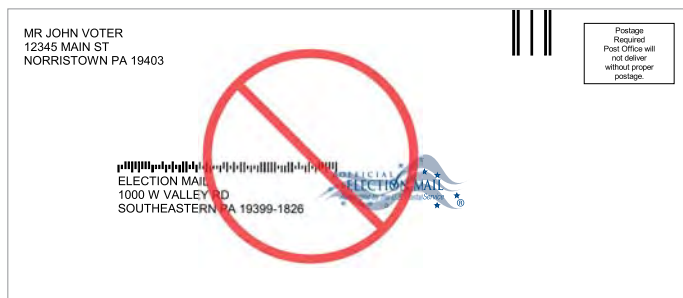 MR JOHN VOTER
12345 MAIN ST
NORRISTOWN PA 19403
Postage
Required
Post Office will
not deliver
without proper
postage.
ELECTION MAIL
1000 W VALLEY RD
SOUTHEASTERN PA 19399-1826
OFFICIAL
ELECTION MAIL
®